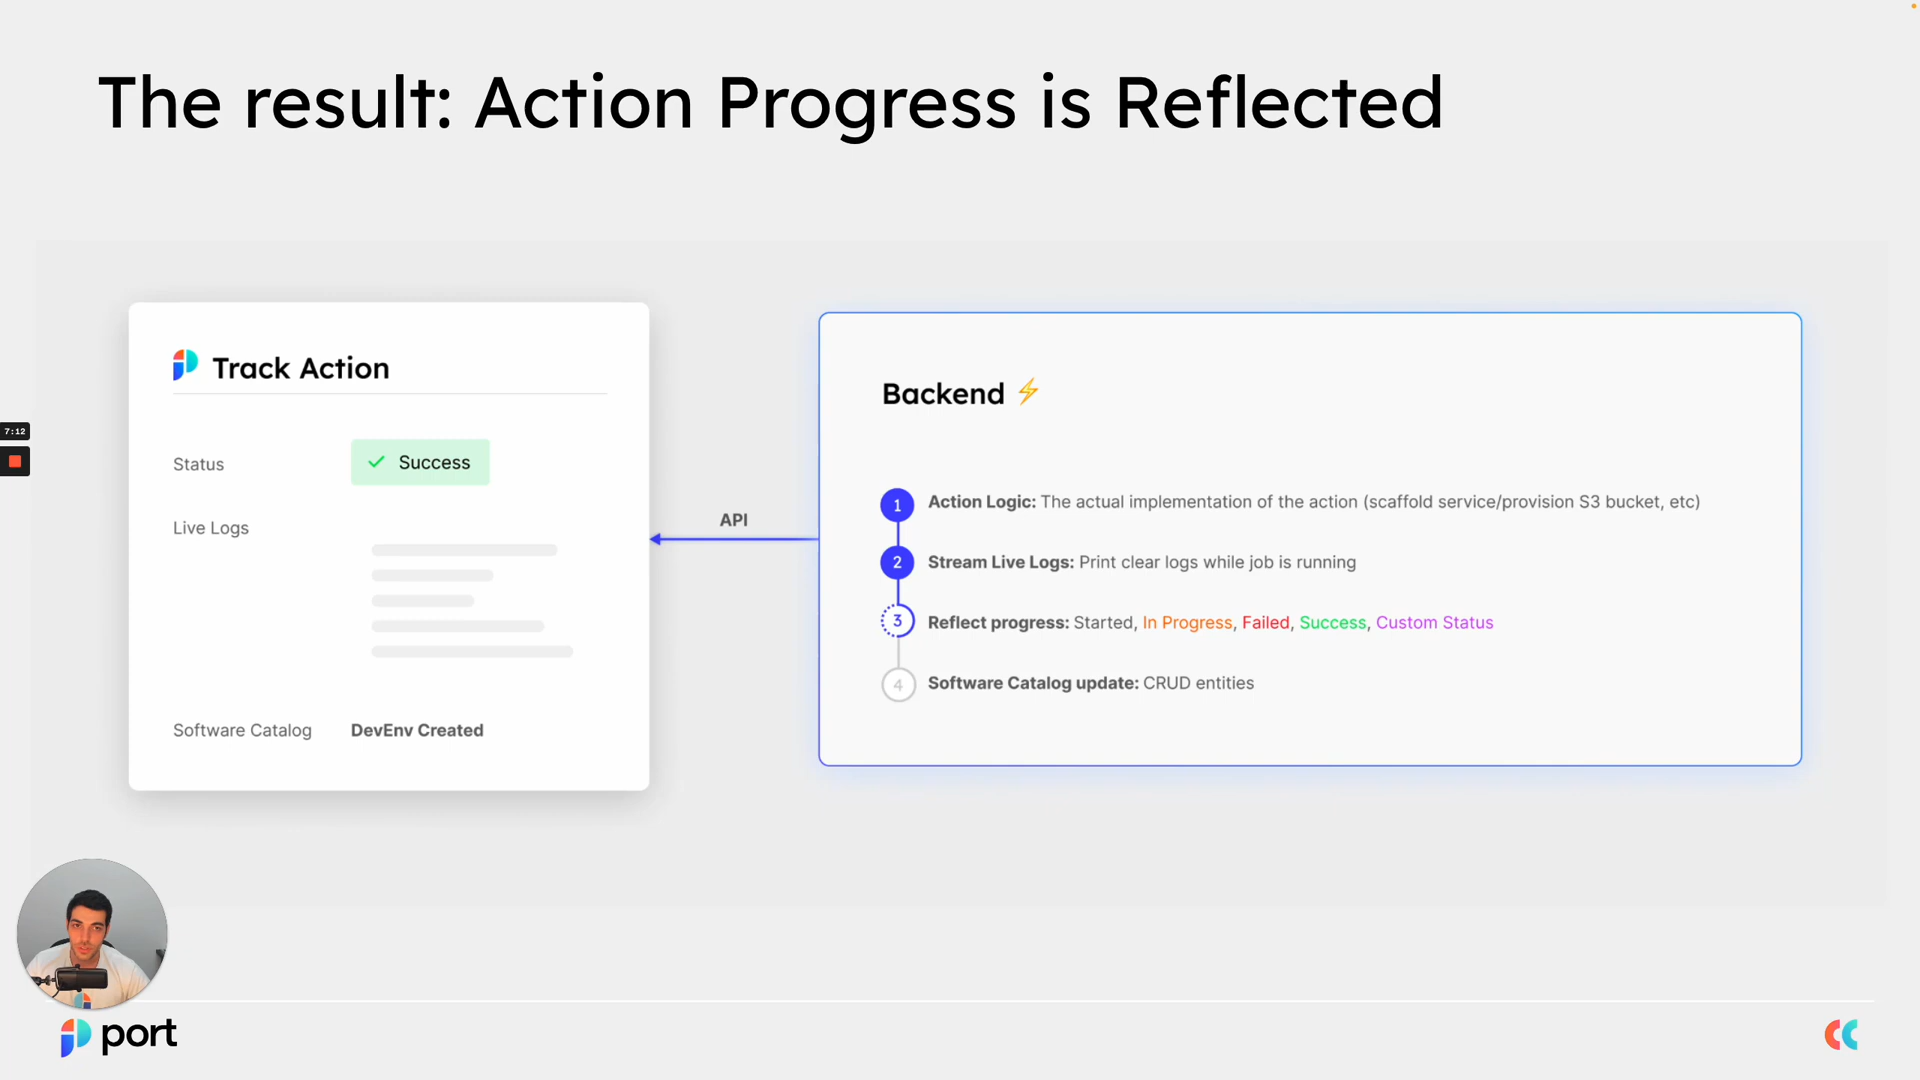 The result: Action Progress is Reflected
Track Action
Status
Success
Live Logs
Software Catalog
DevEnv Created
API
Backend ⚡
1
Action Logic: The actual implementation of the action (scaffold service/provision S3 bucket, etc)
2
Stream Live Logs: Print clear logs while job is running
3
Reflect progress: Started, In Progress, Failed, Success, Custom Status
4
Software Catalog update: CRUD entities
7:12
port